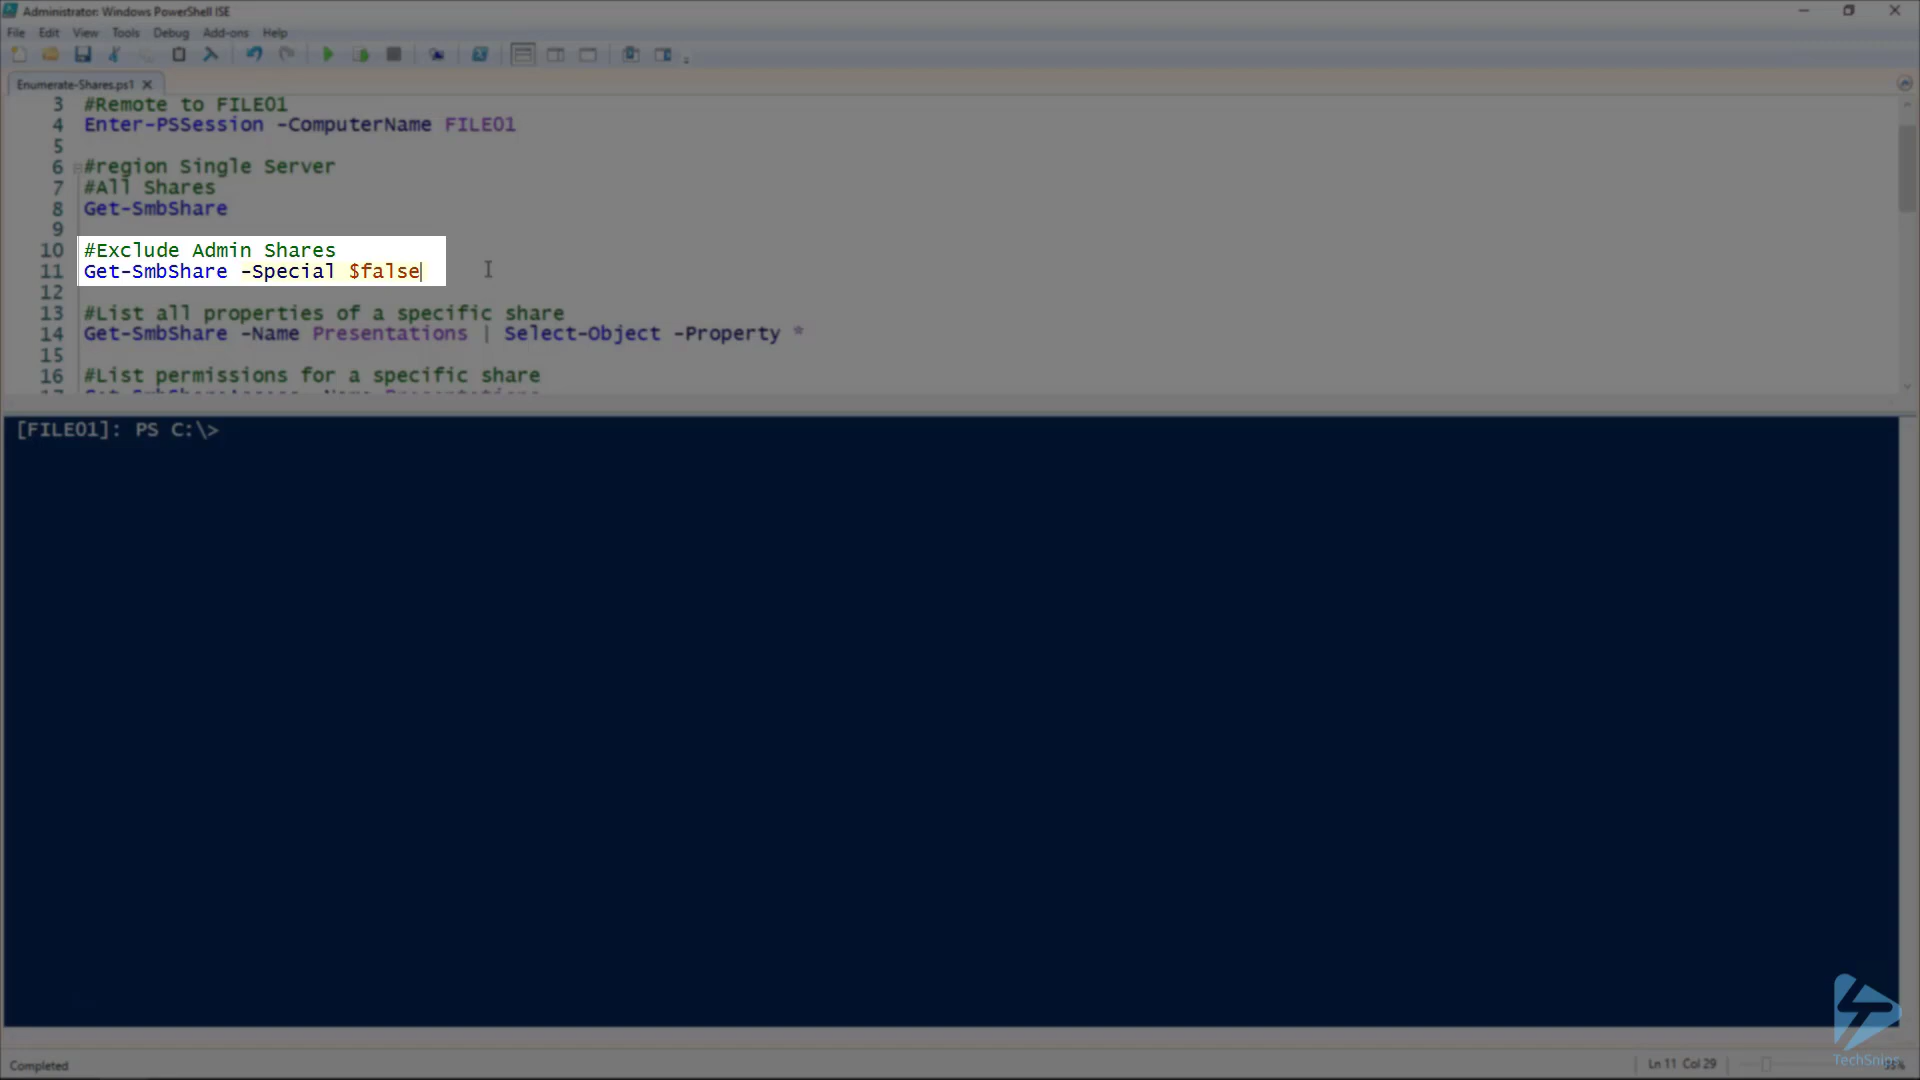 Administrator: Windows PowerShell ISE
File Edit View Tools Debug Add-ons Help
Enumerate-Shares.ps1
3 #Remote to FILE01
4 Enter-PSSession -ComputerName FILE01
5
6 #region Single Server
7 #All Shares
8 Get-SmbShare
9
10 #Exclude Admin Shares
11 Get-SmbShare -Special $false
12
13 #List all properties of a specific share
14 Get-SmbShare -Name Presentations | Select-Object -Property *
15
16 #List permissions for a specific share
[FILE01]: PS C:\>
Completed
Ln 11 Col 29
TechSnips